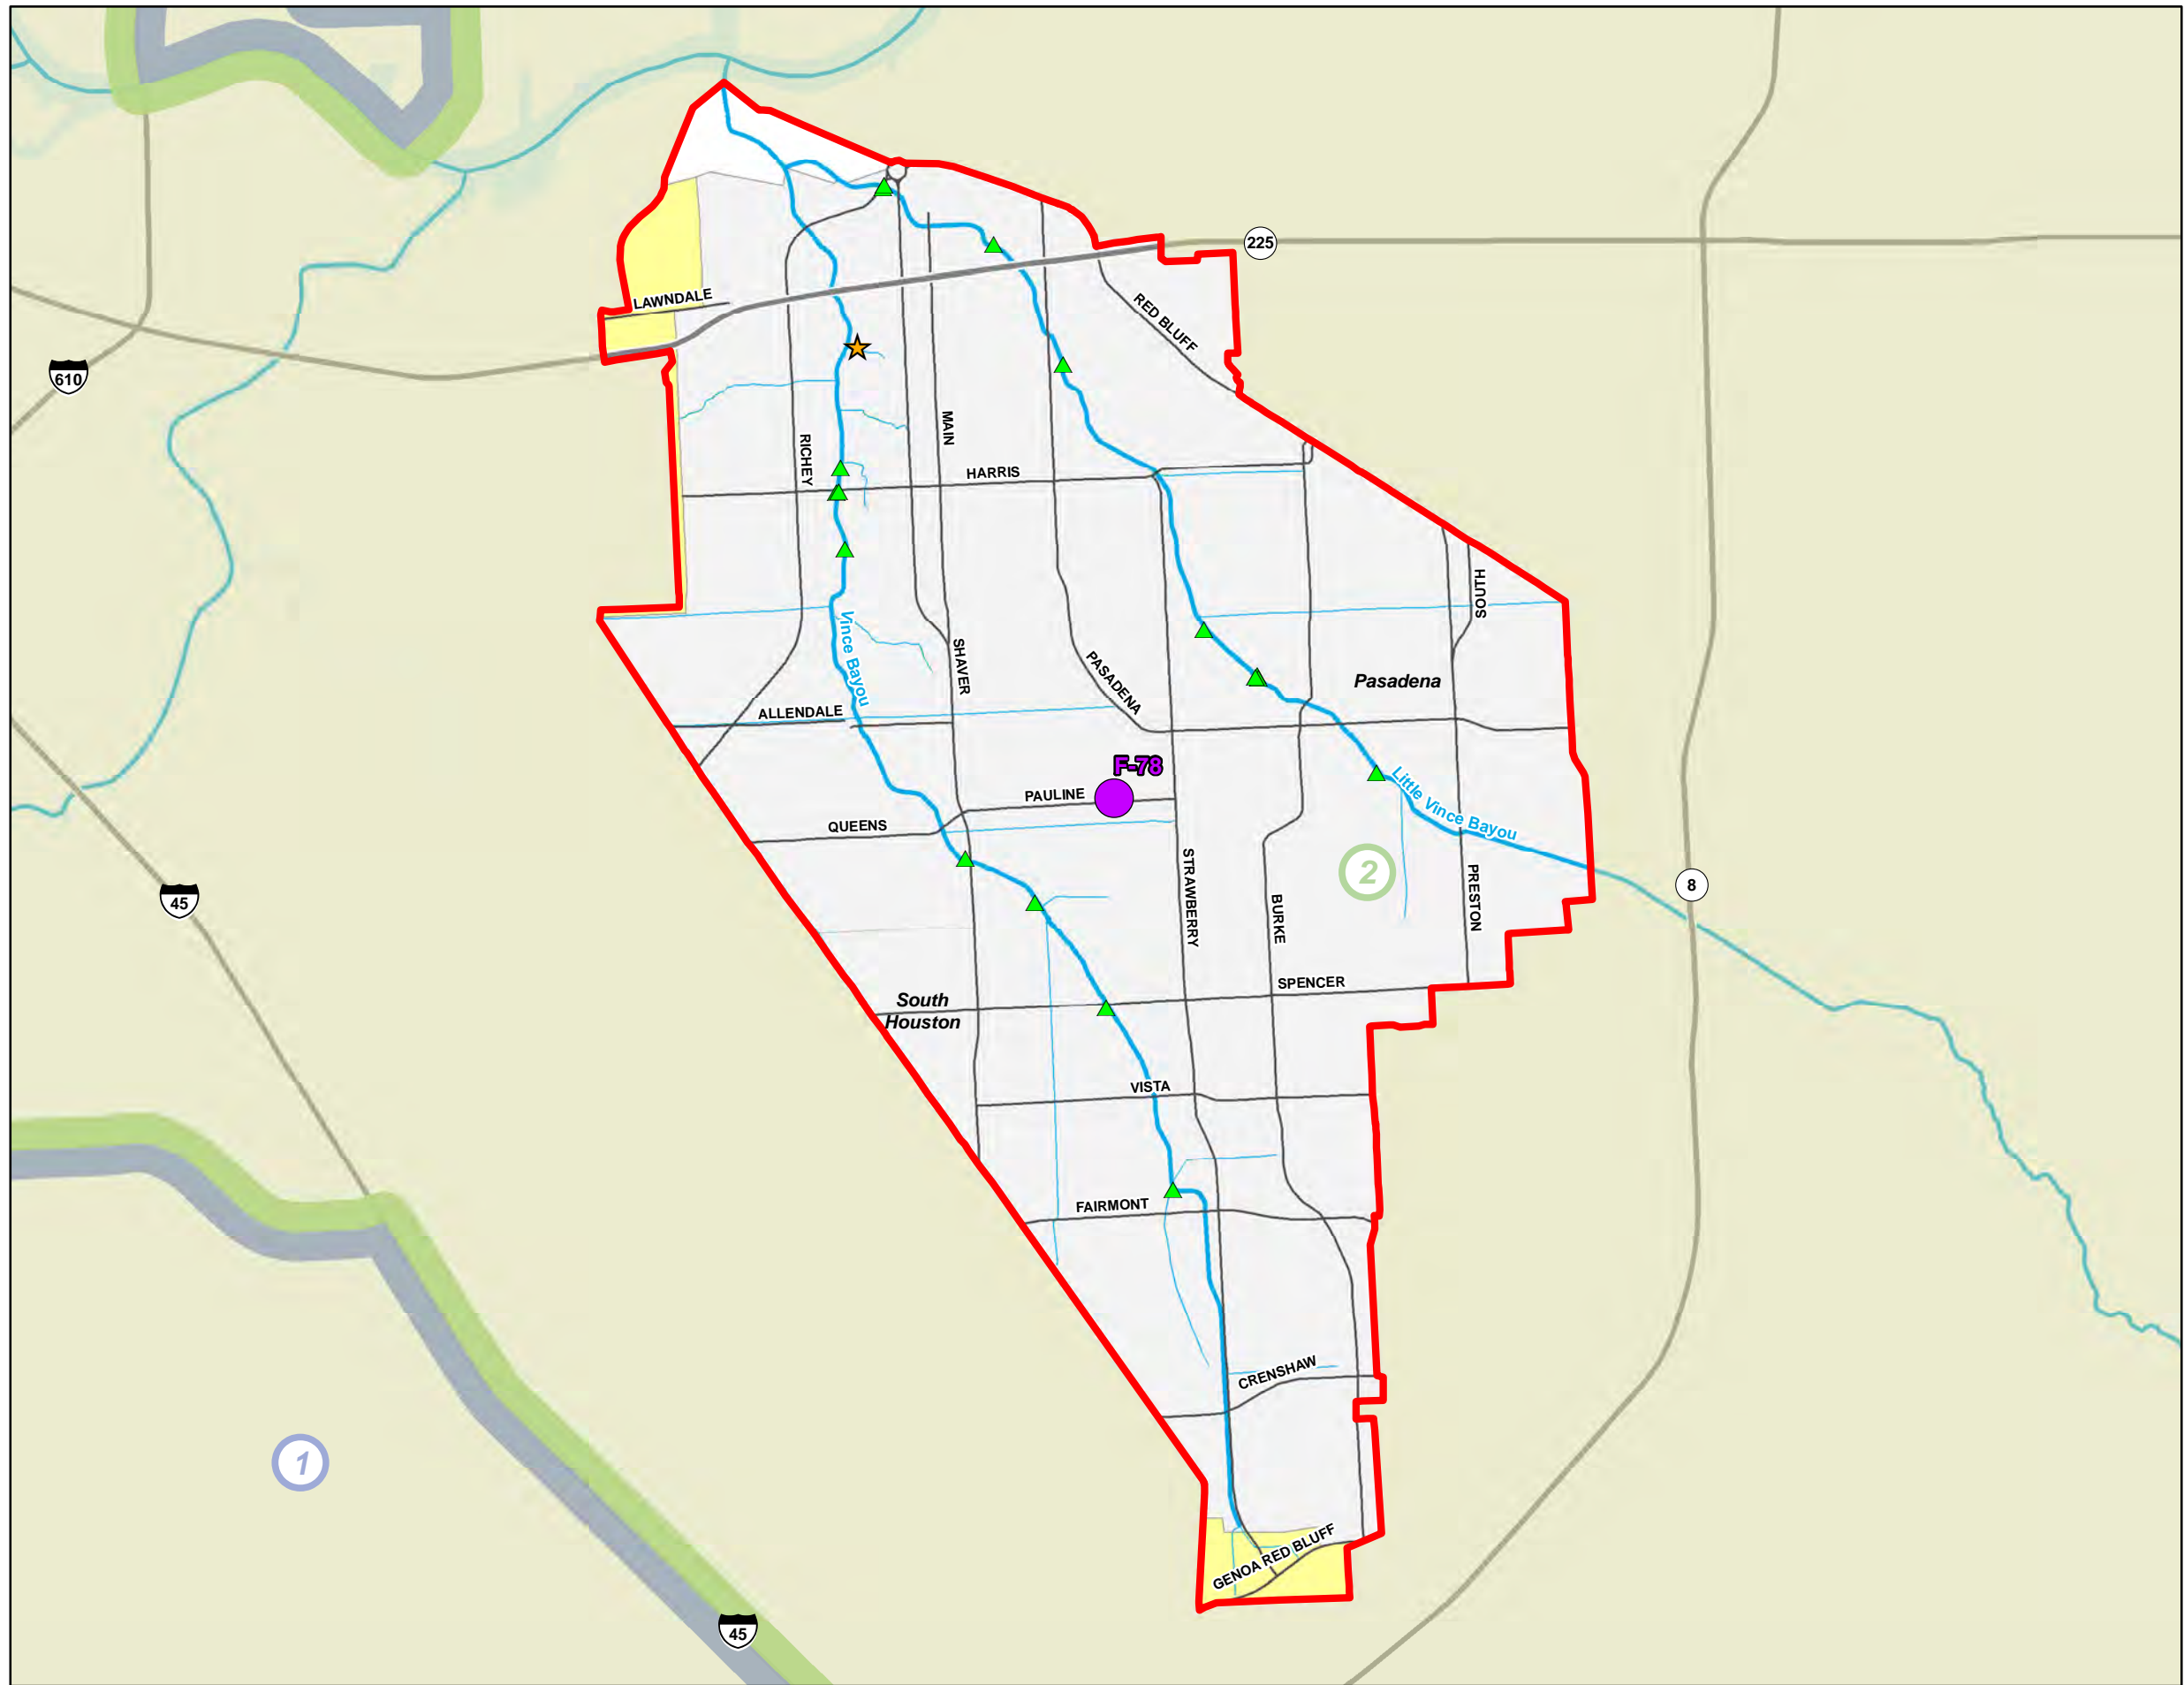 225
LAWNDALE
RED BLUFF
610
MAIN
RICHEY
HARRIS
SOUTH
Vince Bayou
SHAVER
PASADENA
Pasadena
ALLENDALE
F-78
Little Vince Bayou
PAULINE
QUEENS
STRAWBERRY
2
PRESTON
8
45
BURKE
SPENCER
South
Houston
VISTA
FAIRMONT
CRENSHAW
1
GENOA RED BLUFF
45